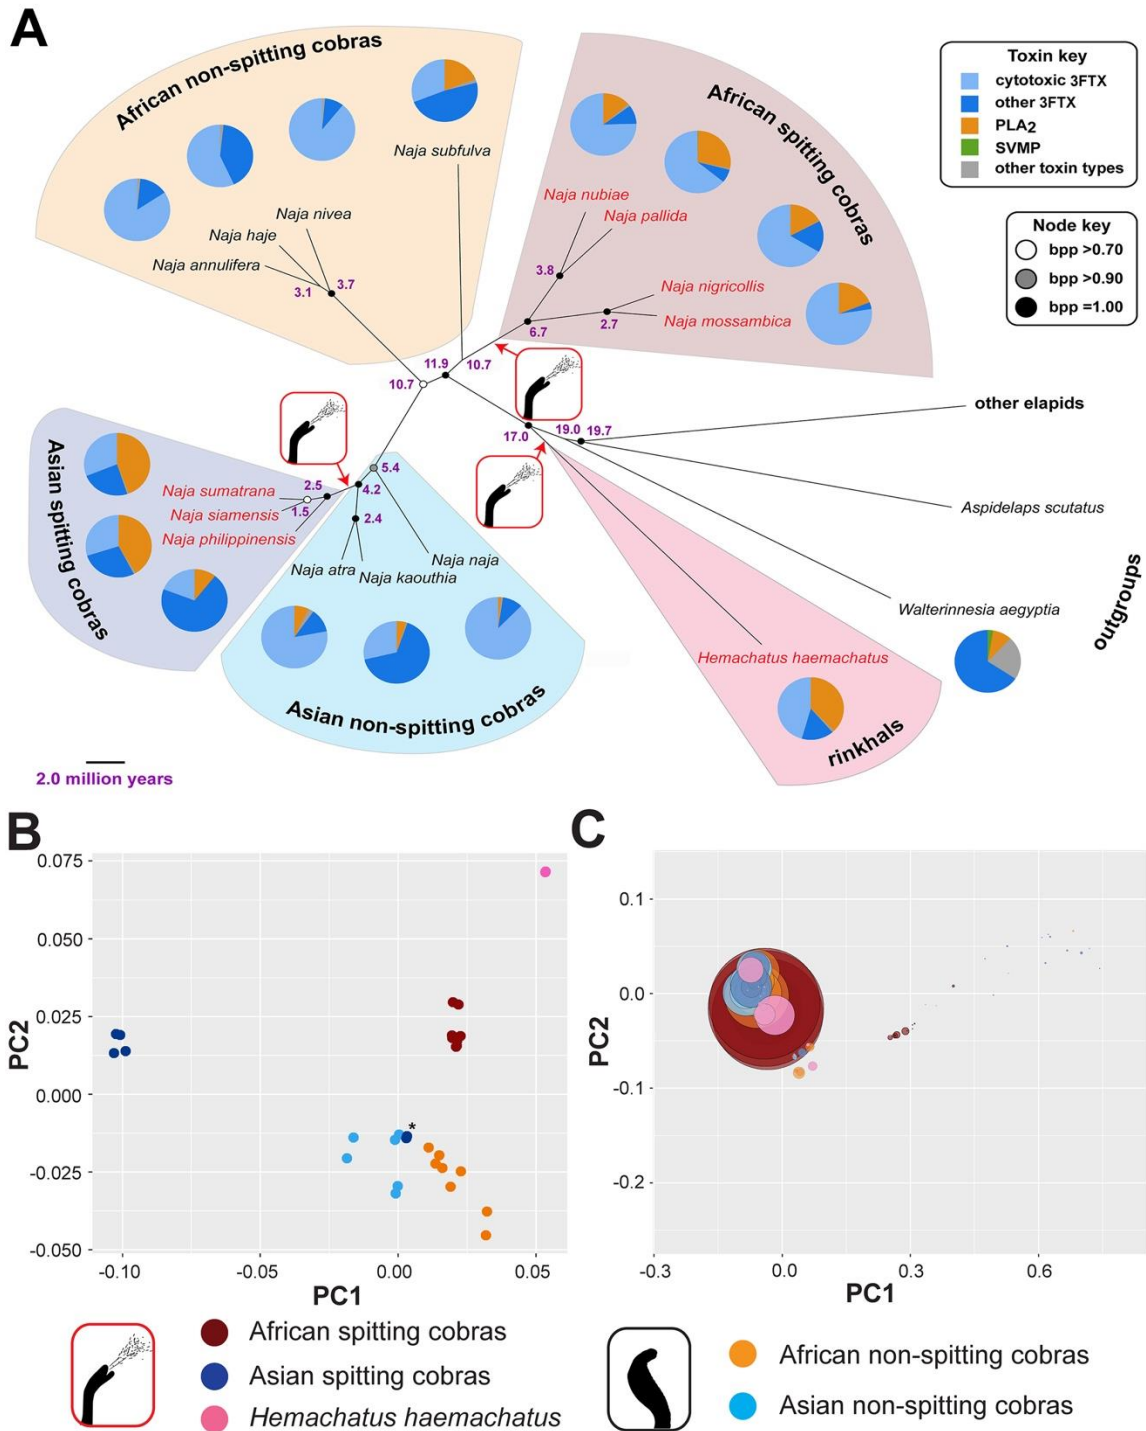 A
African non-spitting cobras
African spitting cobras
Toxin key
cytotoxic 3FTX
other 3FTX
PLA2
SVMP
other toxin types
Node key
bpp >0.70
bpp >0.90
bpp =1.00
Naja subfulva
Naja nivea
Naja haje
Naja annulifera
3.7
3.1
Naja nubiae
Naja pallida
3.8
Naja nigricollis
Naja mossambica
6.7
2.7
11.9
10.7
10.7
other elapids
19.0
19.7
17.0
Aspidelaps scutatus
Walterinnesia aegyptia
outgroups
Hemachatus haemachatus
rinkhals
Asian spitting cobras
Naja sumatrana
Naja siamensis
Naja philippinensis
2.5
1.5
5.4
4.2
2.4
Naja atra
Naja kaouthia
Naja naja
Asian non-spitting cobras
2.0 million years
B
0.075
0.050
0.025
0.000
-0.025
-0.050
PC2
*
-0.10
-0.05
0.00
0.05
PC1
C
0.1
0.0
-0.1
-0.2
PC2
-0.3
0.0
0.3
0.6
PC1
African spitting cobras
Asian spitting cobras
Hemachatus haemachatus
African non-spitting cobras
Asian non-spitting cobras